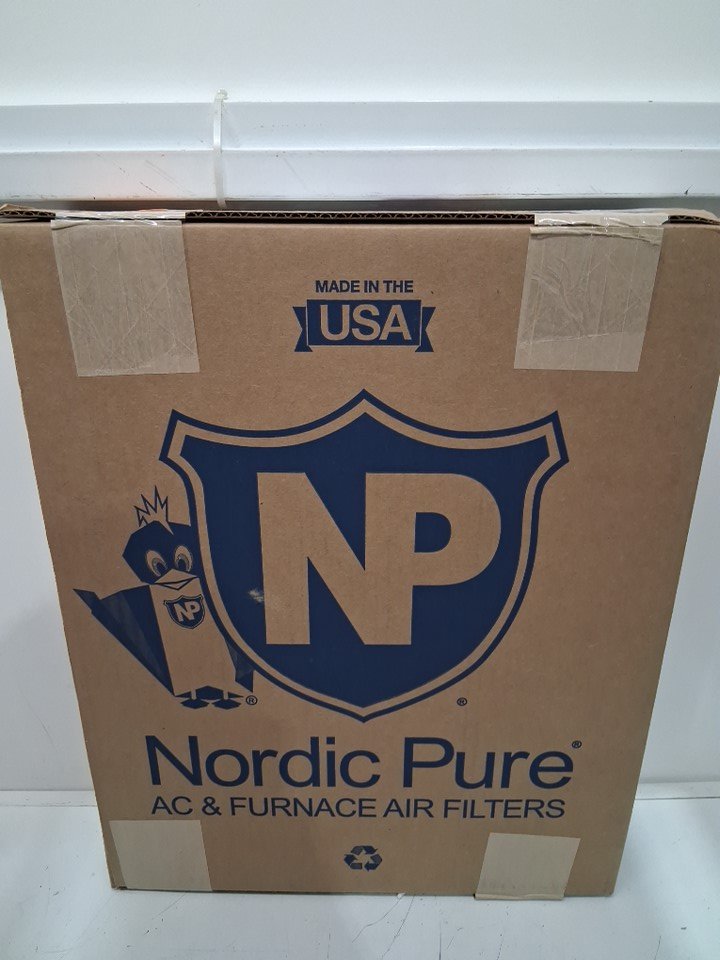 MADE IN THE
USA
NP
NP
®
®
Nordic Pure®
AC & FURNACE AIR FILTERS